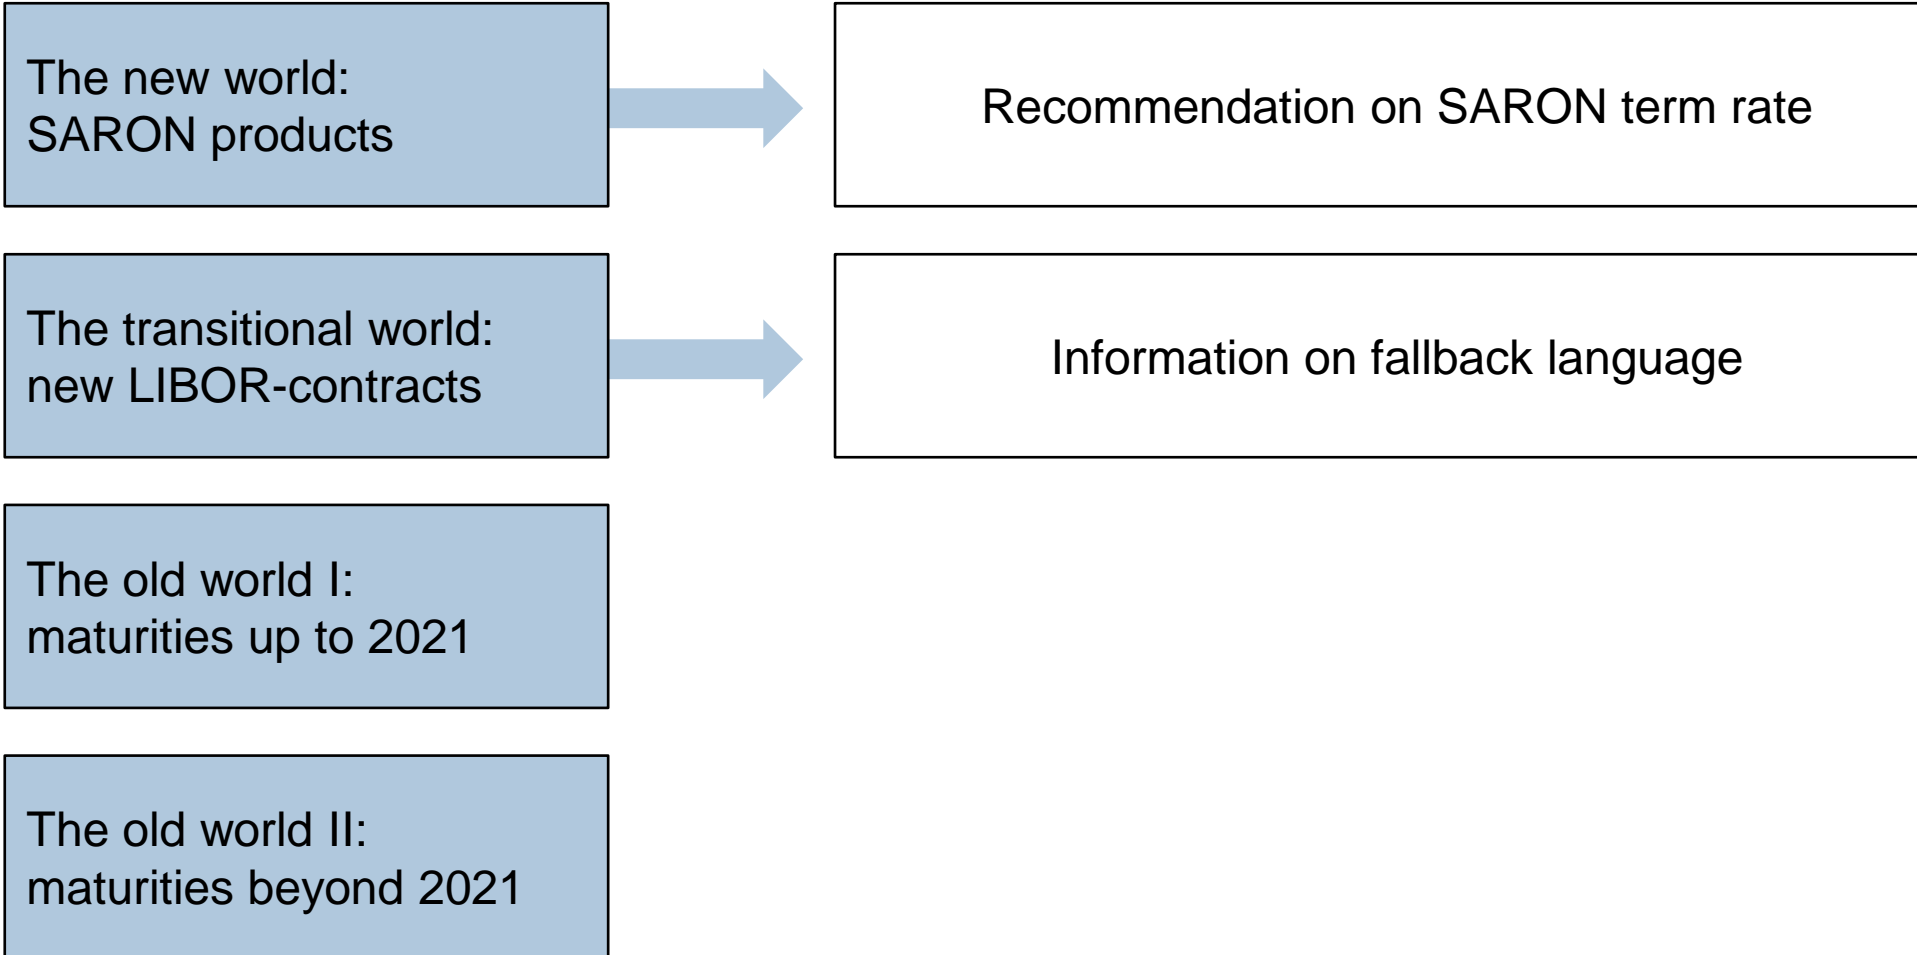 The new world:
SARON products
Recommendation on SARON term rate
The transitional world:
new LIBOR-contracts
Information on fallback language
The old world I:
maturities up to 2021
The old world II:
maturities beyond 2021